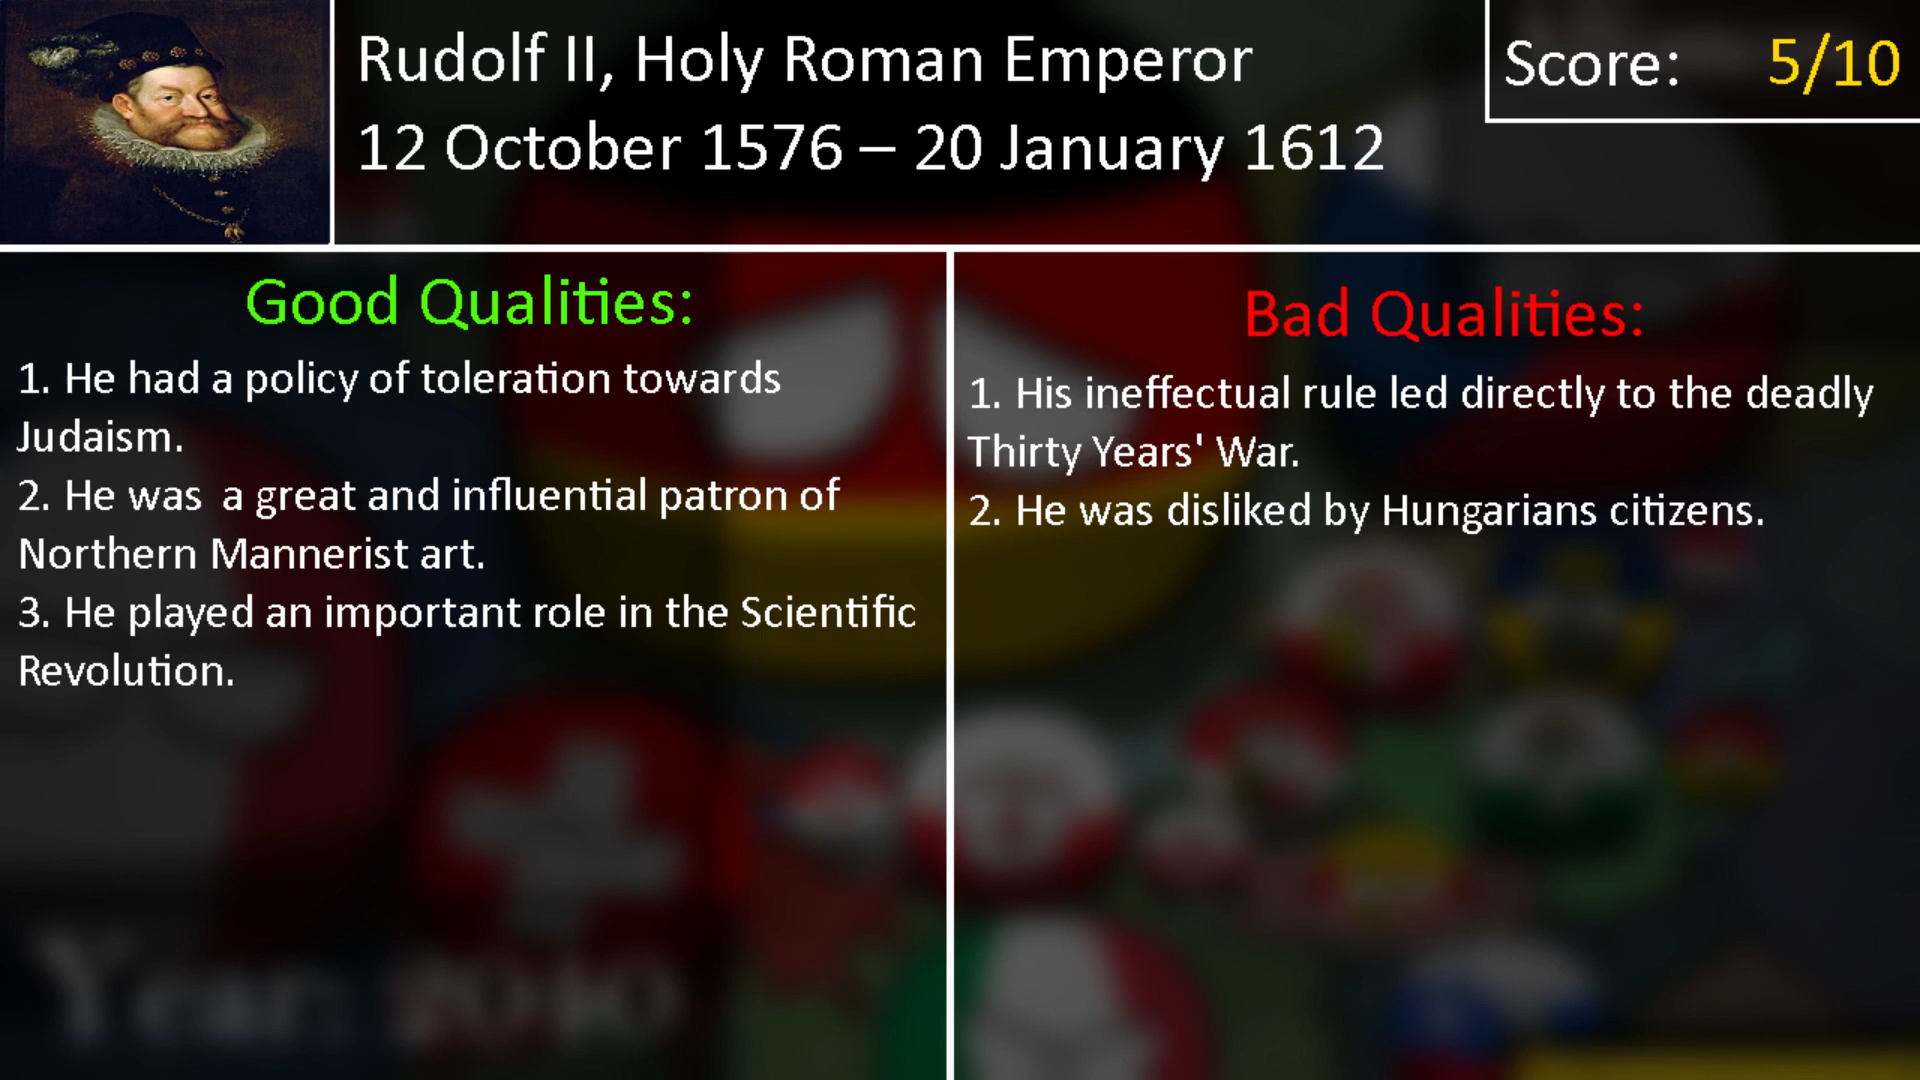 Rudolf II, Holy Roman Emperor
12 October 1576 – 20 January 1612
Score: 5/10
Good Qualities:
1. He had a policy of toleration towards
Judaism.
2. He was  a great and influential patron of
Northern Mannerist art.
3. He played an important role in the Scientific
Revolution.
Bad Qualities:
1. His ineffectual rule led directly to the deadly
Thirty Years' War.
2. He was disliked by Hungarians citizens.
Year: 2040